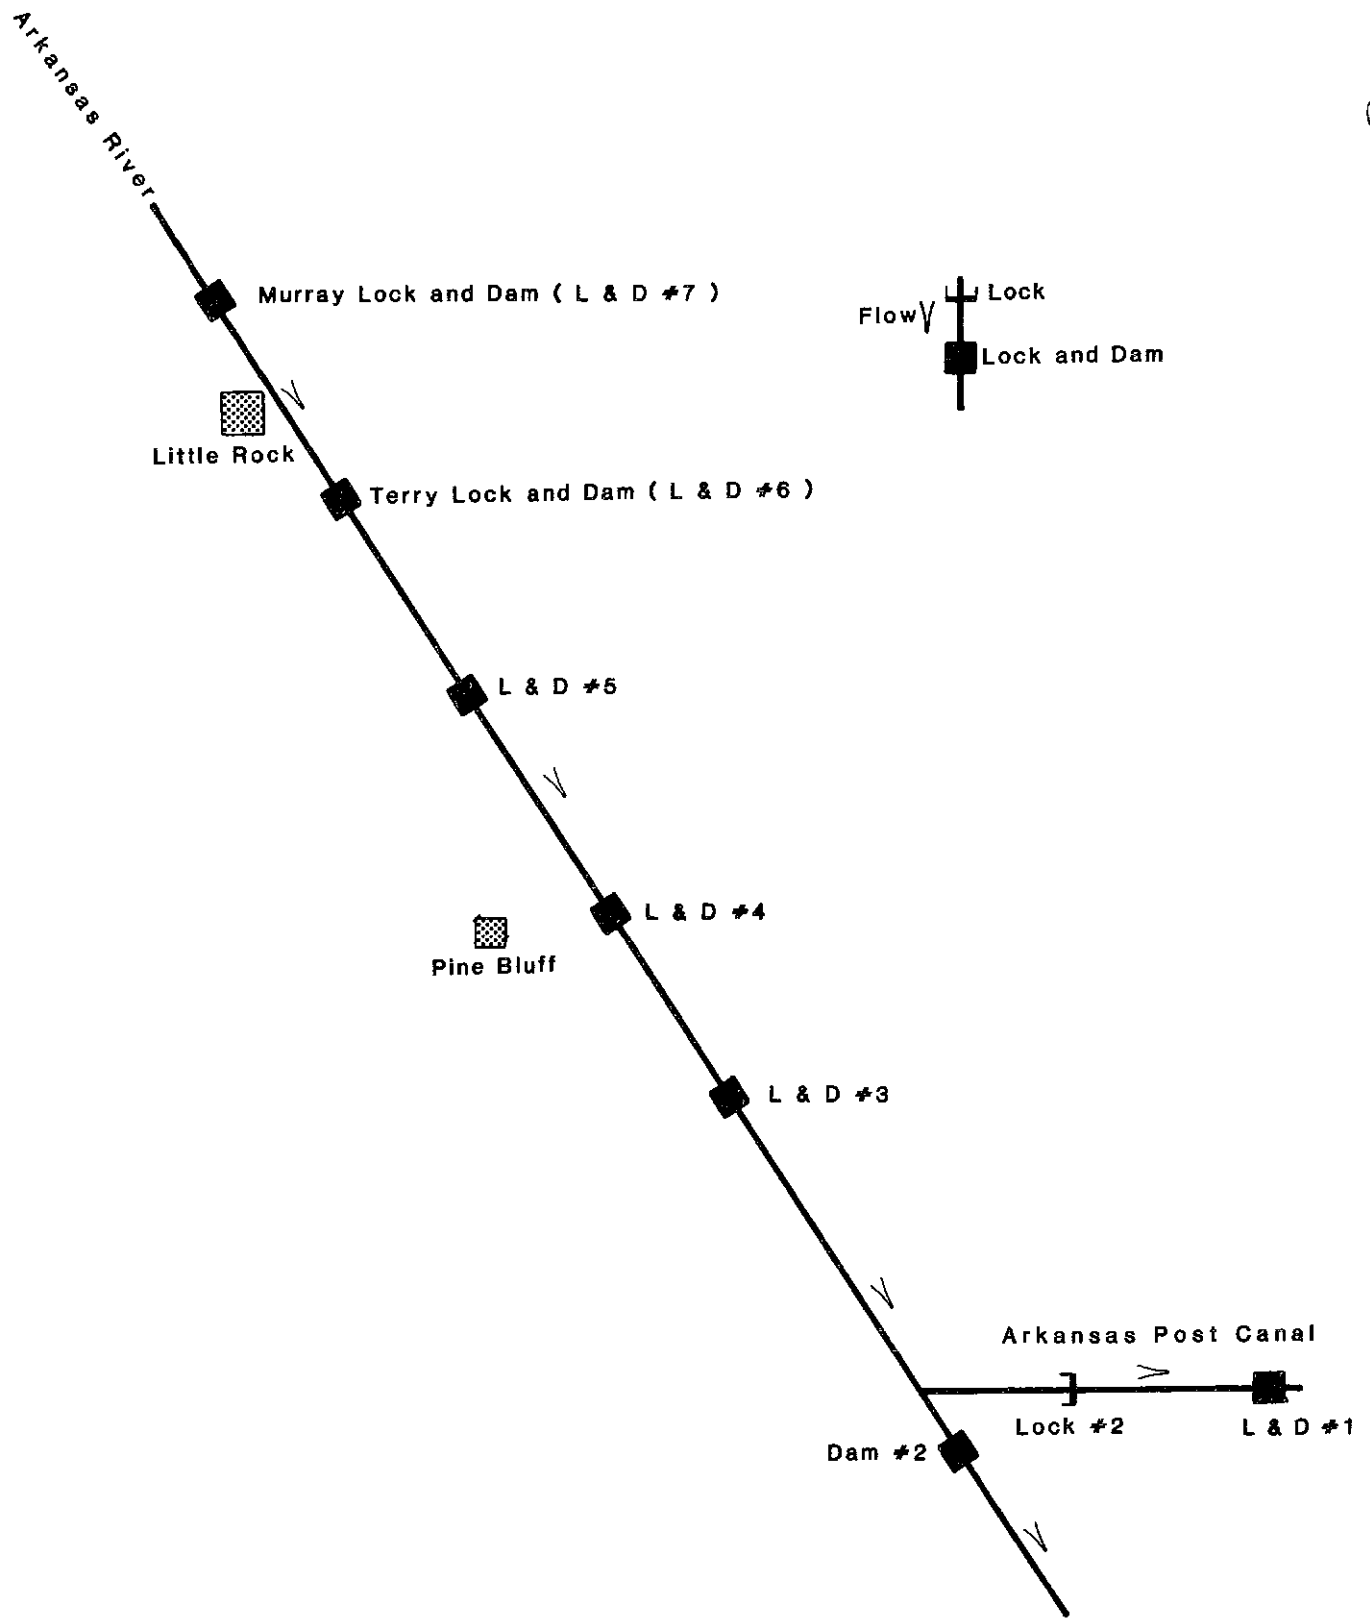 Arkansas River
Murray Lock and Dam ( L & D #7 )
Lock
Flow
Lock and Dam
Little Rock
Terry Lock and Dam ( L & D #6 )
L & D #5
L & D #4
Pine Bluff
L & D #3
Arkansas Post Canal
Lock #2
L & D #1
Dam #2